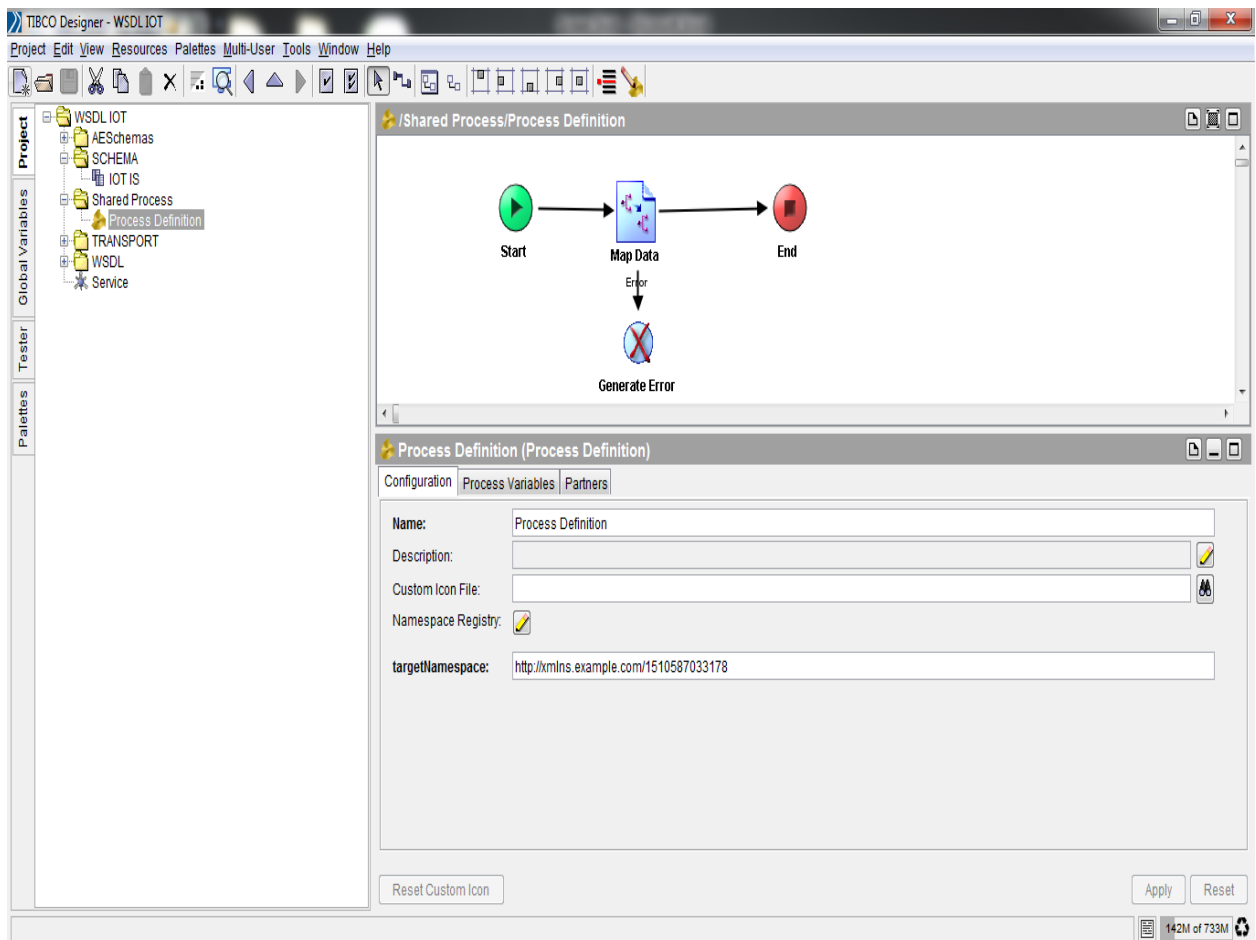 TIBCO Designer - WSDL IOT
Project Edit View Resources Palettes Multi-User Tools Window Help
Project
Global Variables
Tester
Palettes
WSDL IOT
AESchemas
SCHEMA
IOT IS
Shared Process
Process Definition
TRANSPORT
WSDL
Service
/Shared Process/Process Definition
Start
Map Data
End
Error
Generate Error
Process Definition (Process Definition)
Configuration Process Variables Partners
Name: Process Definition
Description:
Custom Icon File:
Namespace Registry:
targetNamespace: http://xmlns.example.com/1510587033178
Reset Custom Icon Apply Reset
142M of 733M